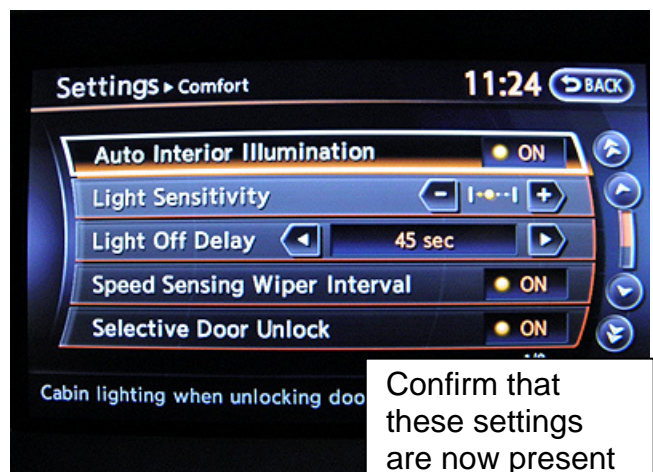 Settings ▸ Comfort 11:24 BACK
Auto Interior Illumination ON
Light Sensitivity - +
Light Off Delay 45 sec
Speed Sensing Wiper Interval ON
Selective Door Unlock ON
Cabin lighting when unlocking doo
Confirm that
these settings
are now present